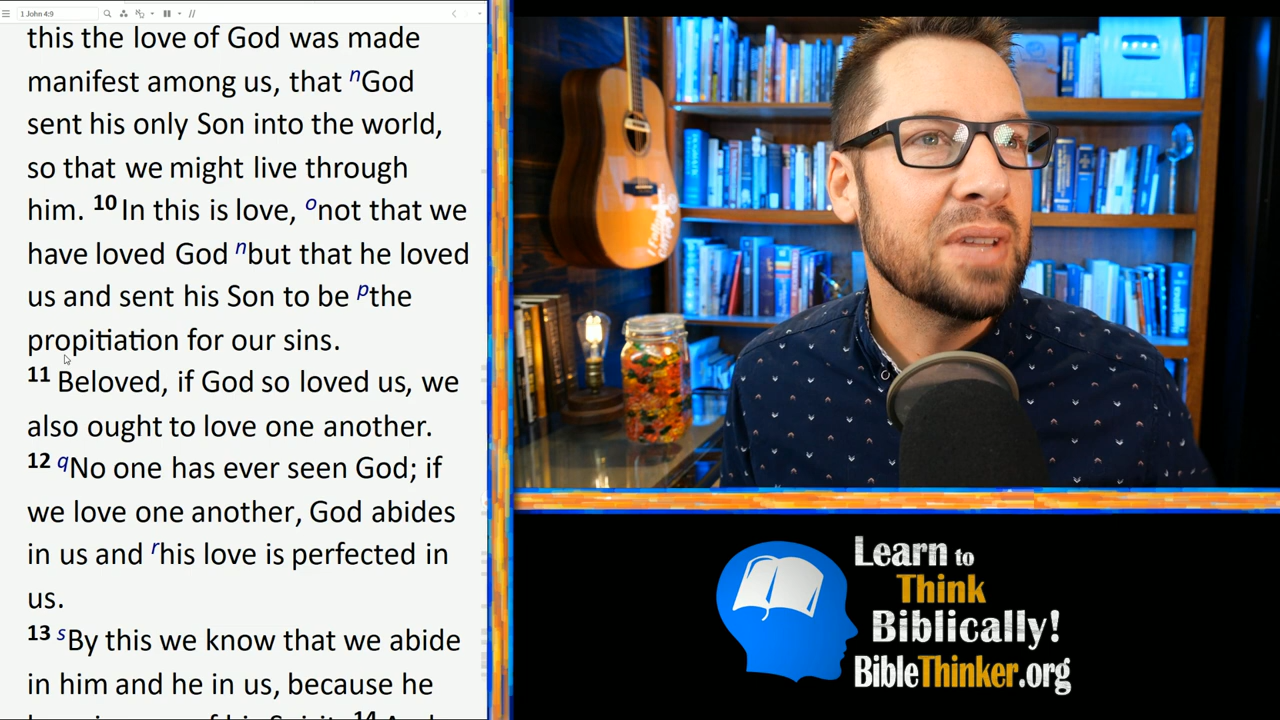 1 John 4:9
this the love of God was made
manifest among us, that nGod
sent his only Son into the world,
so that we might live through
him. 10 In this is love, onot that we
have loved God nbut that he loved
us and sent his Son to be pthe
propitiation for our sins.
11 Beloved, if God so loved us, we
also ought to love one another.
12 qNo one has ever seen God; if
we love one another, God abides
in us and rhis love is perfected in
us.
13 sBy this we know that we abide
in him and he in us, because he
Learn to
Think
Biblically!
BibleThinker.org